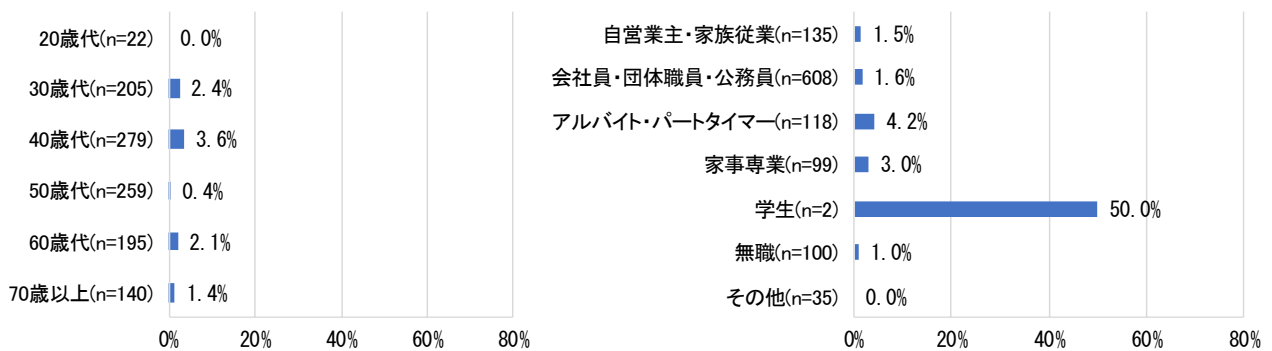 20歳代(n=22) 0.0%
30歳代(n=205) 2.4%
40歳代(n=279) 3.6%
50歳代(n=259) 0.4%
60歳代(n=195) 2.1%
70歳以上(n=140) 1.4%
0% 20% 40% 60% 80%
自営業主・家族従業(n=135) 1.5%
会社員・団体職員・公務員(n=608) 1.6%
アルバイト・パートタイマー(n=118) 4.2%
家事専業(n=99) 3.0%
学生(n=2) 50.0%
無職(n=100) 1.0%
その他(n=35) 0.0%
0% 20% 40% 60% 80%